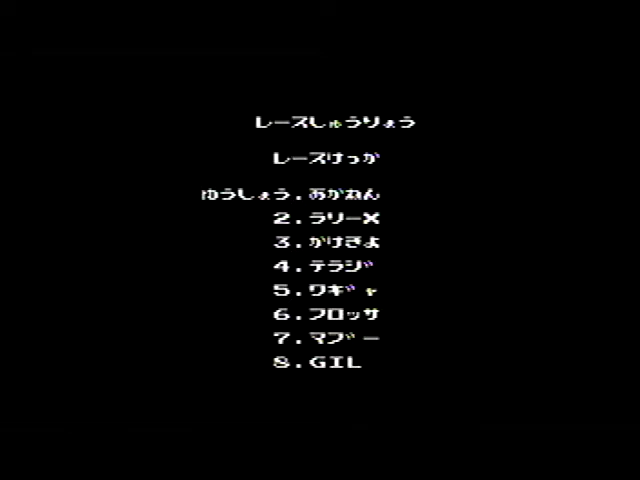 レースしゅうりょう
レースけっか
ゆうしょう.あかねん
2.ラリーX
3.かけきよ
4.テラジ
5.ワギャ
6.フロッサ
7.マブー
8.GIL